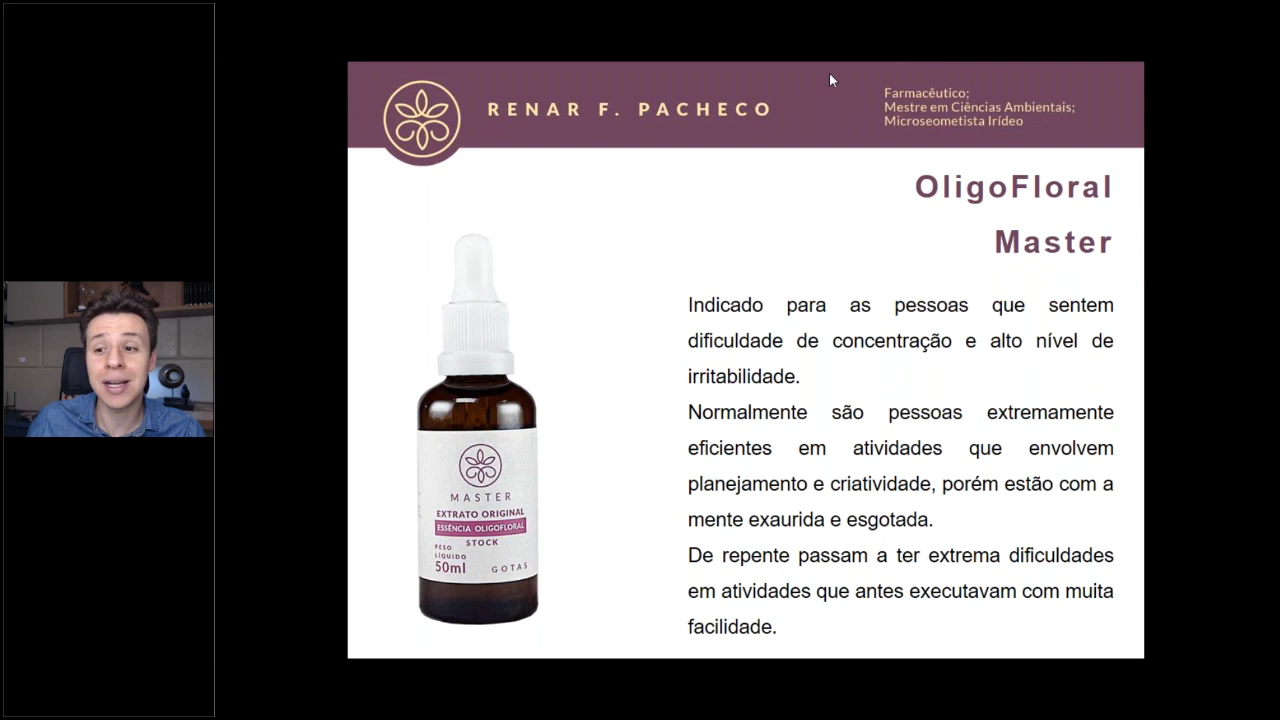 RENAR F. PACHECO
Farmacêutico;
Mestre em Ciências Ambientais;
Microseometista Irídeo
OligoFloral
Master
Indicado para as pessoas que sentem
dificuldade de concentração e alto nível de
irritabilidade.
Normalmente são pessoas extremamente
eficientes em atividades que envolvem
planejamento e criatividade, porém estão com a
mente exaurida e esgotada.
De repente passam a ter extrema dificuldades
em atividades que antes executavam com muita
facilidade.
MASTER
EXTRATO ORIGINAL
ESSÊNCIA OLIGOFLORAL
STOCK
PESO
LÍQUIDO
50ml
GOTAS